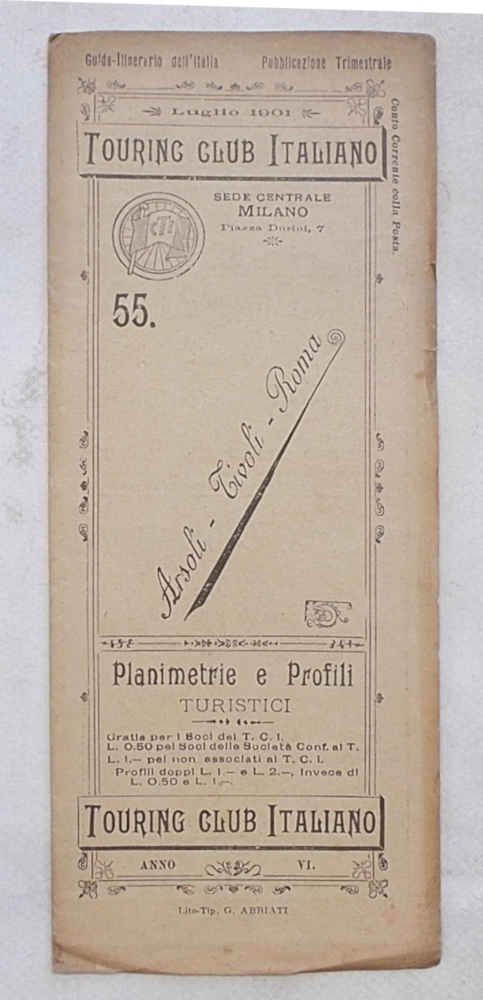 Guida-Itinerario dell'Italia Pubblicazione Trimestrale
Luglio 1901
Conto Corrente colla Posta.
TOURING CLUB ITALIANO
SEDE CENTRALE
MILANO
Piazza Durini, 7
CTI
55.
Arsoli - Tivoli - Roma
Planimetrie e Profili
TURISTICI
Gratis per i Soci del T. C. I.
L. 0.50 pei Soci delle Società Conf. al T.
L. 1,– pei non associati al T. C. I.
Profili doppi L. 1.– e L. 2.–, invece di
L. 0.50 e L. 1,–.
TOURING CLUB ITALIANO
ANNO VI.
Lito-Tip. G. ABBIATI